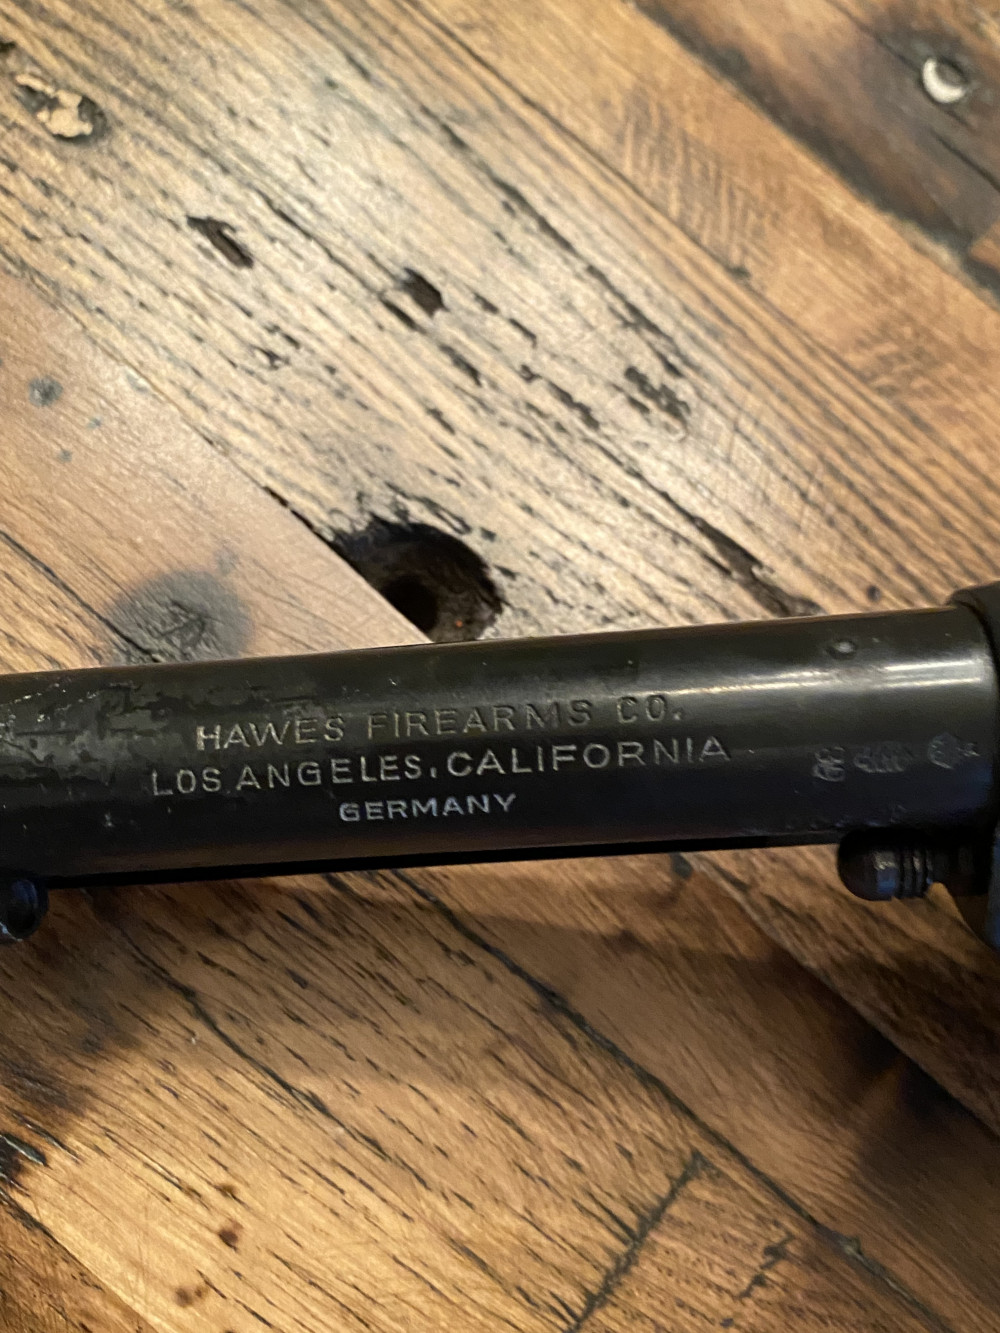 HAWES FIREARMS CO.
LOS ANGELES, CALIFORNIA
GERMANY